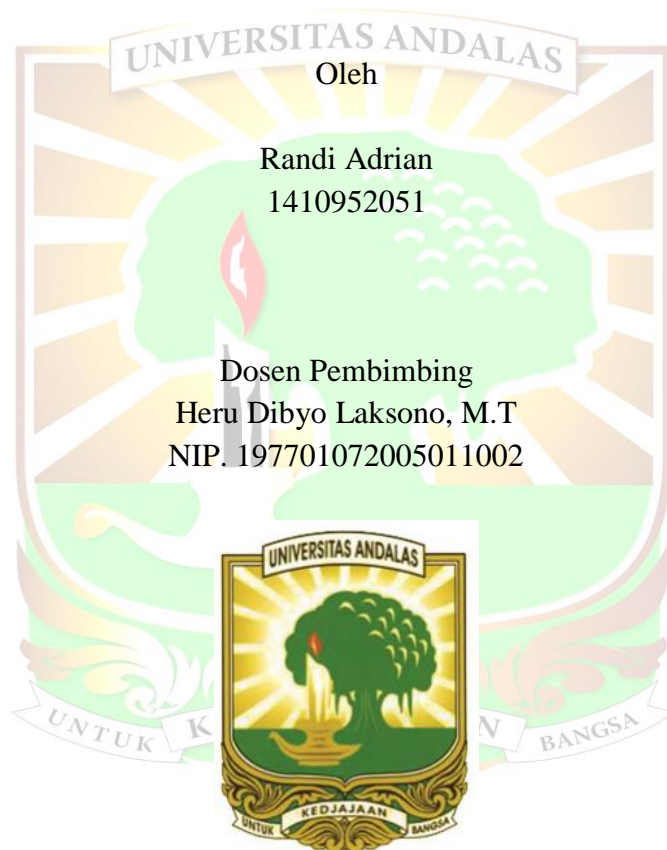 UNIVERSITAS ANDALAS
Oleh
Randi Adrian
1410952051
Dosen Pembimbing
Heru Dibyo Laksono, M.T
NIP. 197701072005011002
UNIVERSITAS ANDALAS
UNTUK K N BANGSA
UNTUK KEDJAJAAN BANGSA